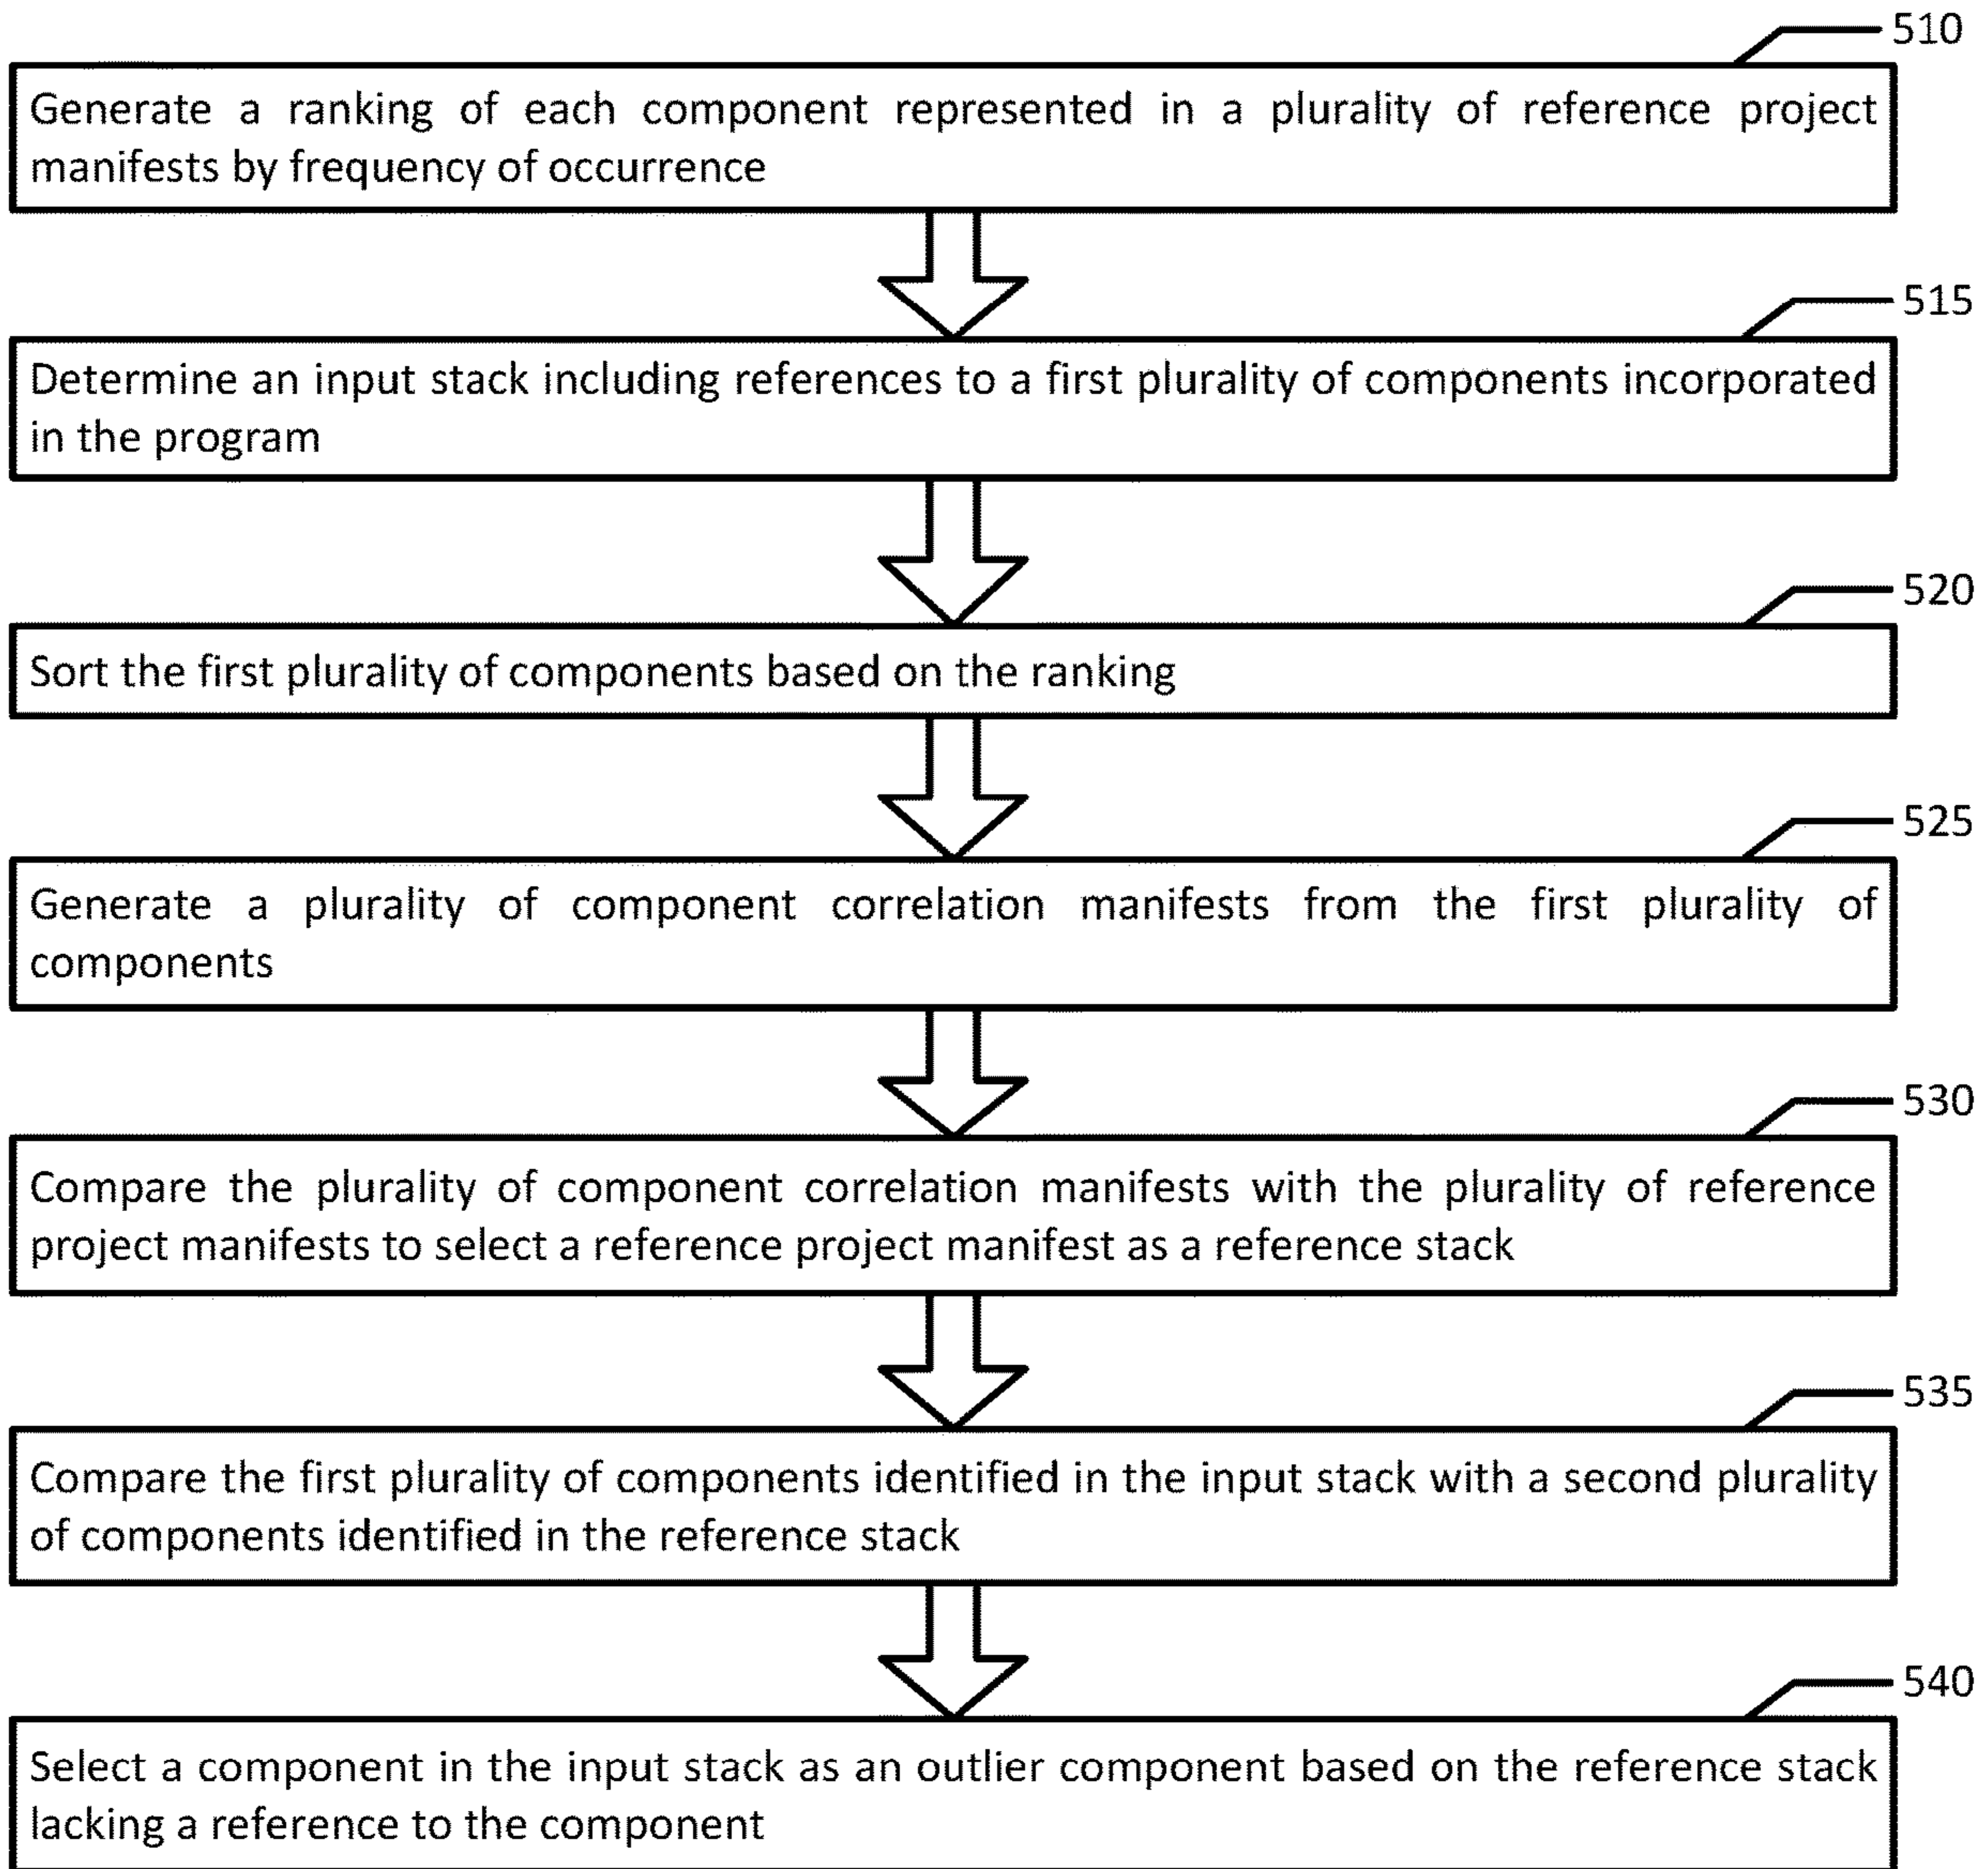 510
Generate a ranking of each component represented in a plurality of reference project
manifests by frequency of occurrence
515
Determine an input stack including references to a first plurality of components incorporated
in the program
520
Sort the first plurality of components based on the ranking
525
Generate a plurality of component correlation manifests from the first plurality of
components
530
Compare the plurality of component correlation manifests with the plurality of reference
project manifests to select a reference project manifest as a reference stack
535
Compare the first plurality of components identified in the input stack with a second plurality
of components identified in the reference stack
540
Select a component in the input stack as an outlier component based on the reference stack
lacking a reference to the component